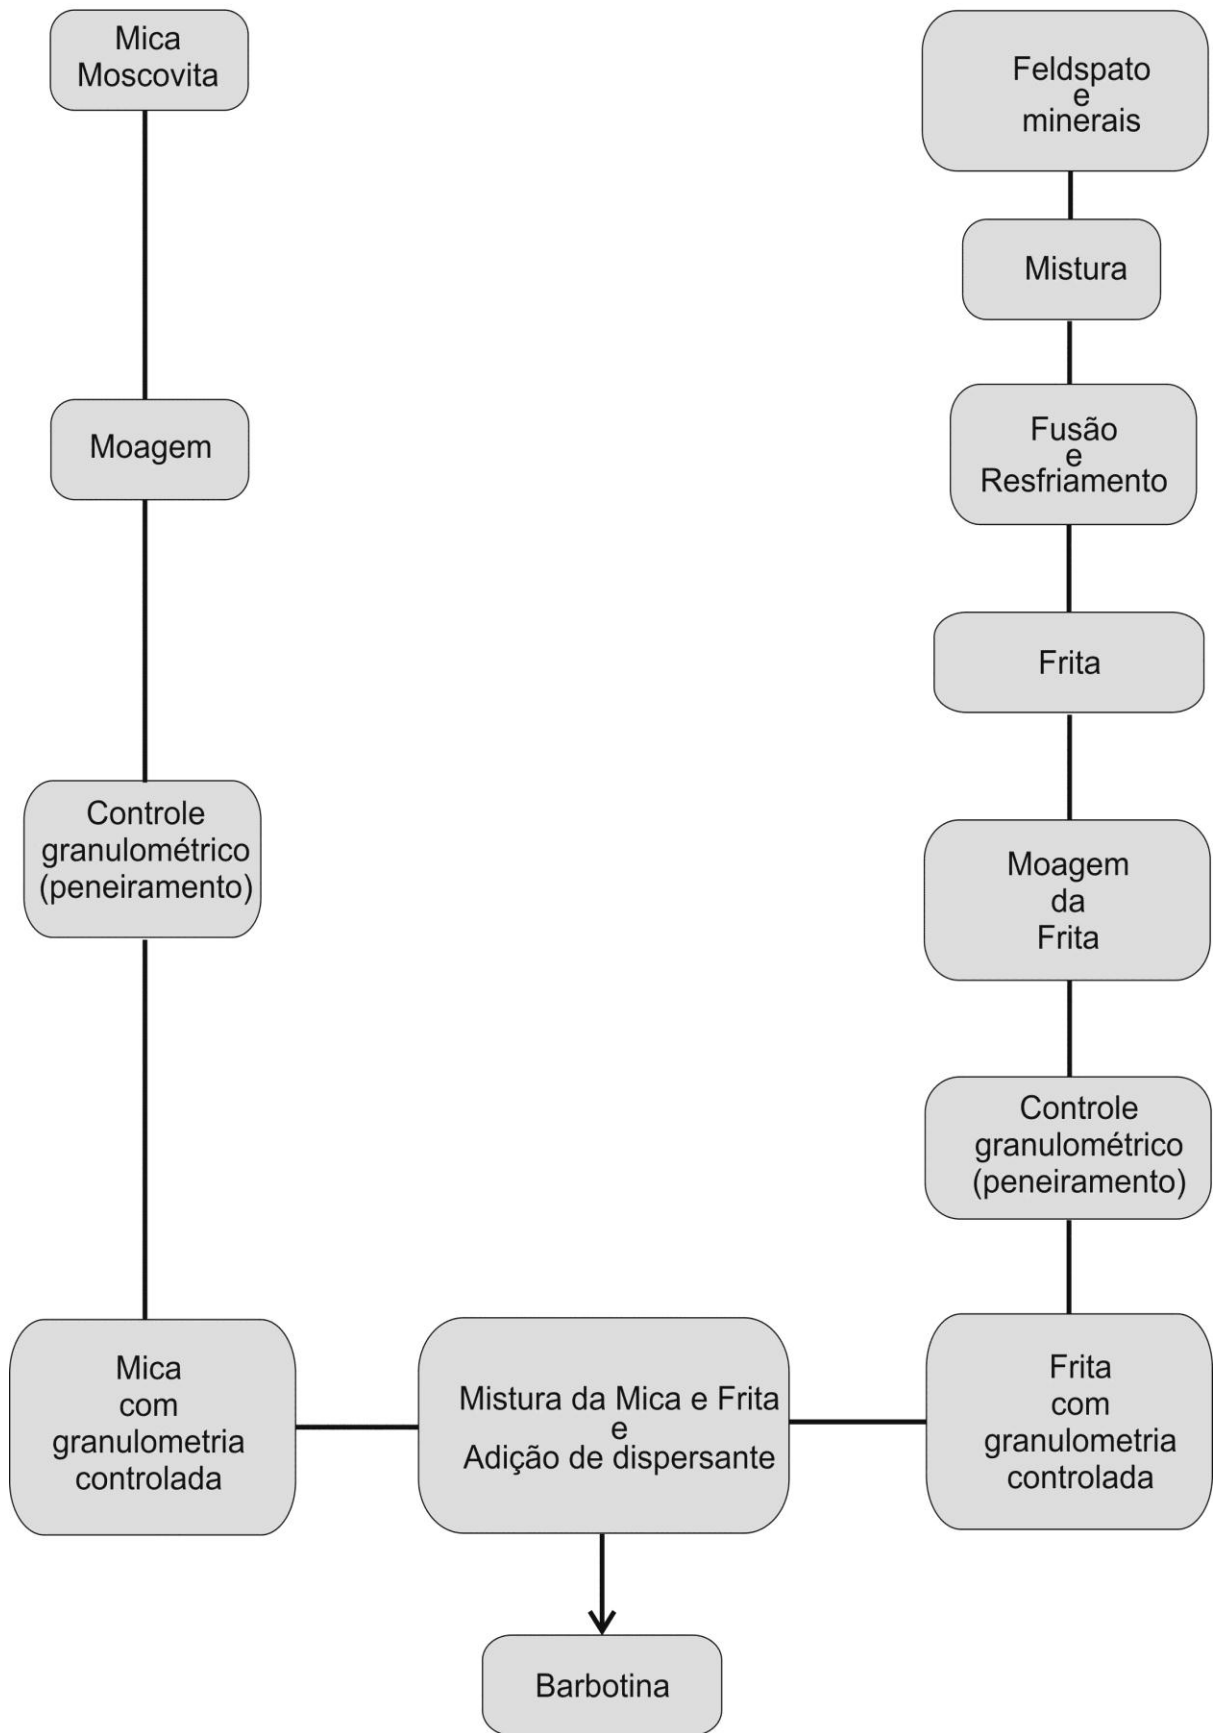 Mica
Moscovita
Moagem
Controle
granulométrico
(peneiramento)
Mica
com
granulometria
controlada
Feldspato
e
minerais
Mistura
Fusão
e
Resfriamento
Frita
Moagem
da
Frita
Controle
granulométrico
(peneiramento)
Frita
com
granulometria
controlada
Mistura da Mica e Frita
e
Adição de dispersante
Barbotina